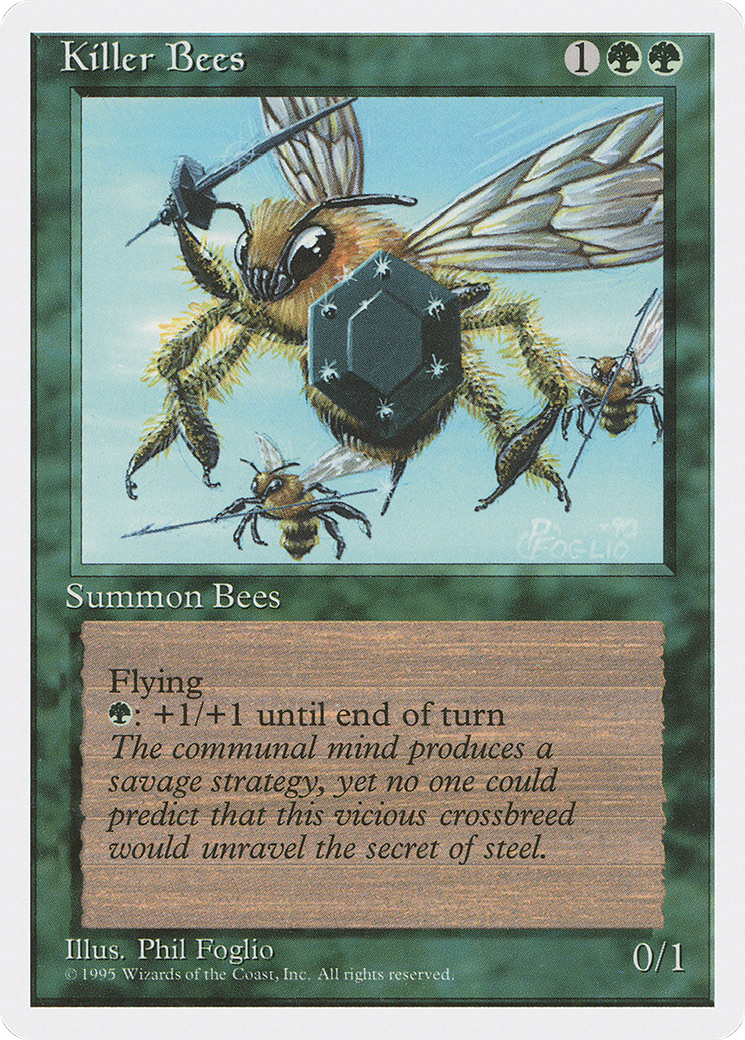 Killer Bees
1
P.
FOGLIO
Summon Bees
Flying
: +1/+1 until end of turn
The communal mind produces a
savage strategy, yet no one could
predict that this vicious crossbreed
would unravel the secret of steel.
Illus. Phil Foglio
0/1
© 1995 Wizards of the Coast, Inc. All rights reserved.